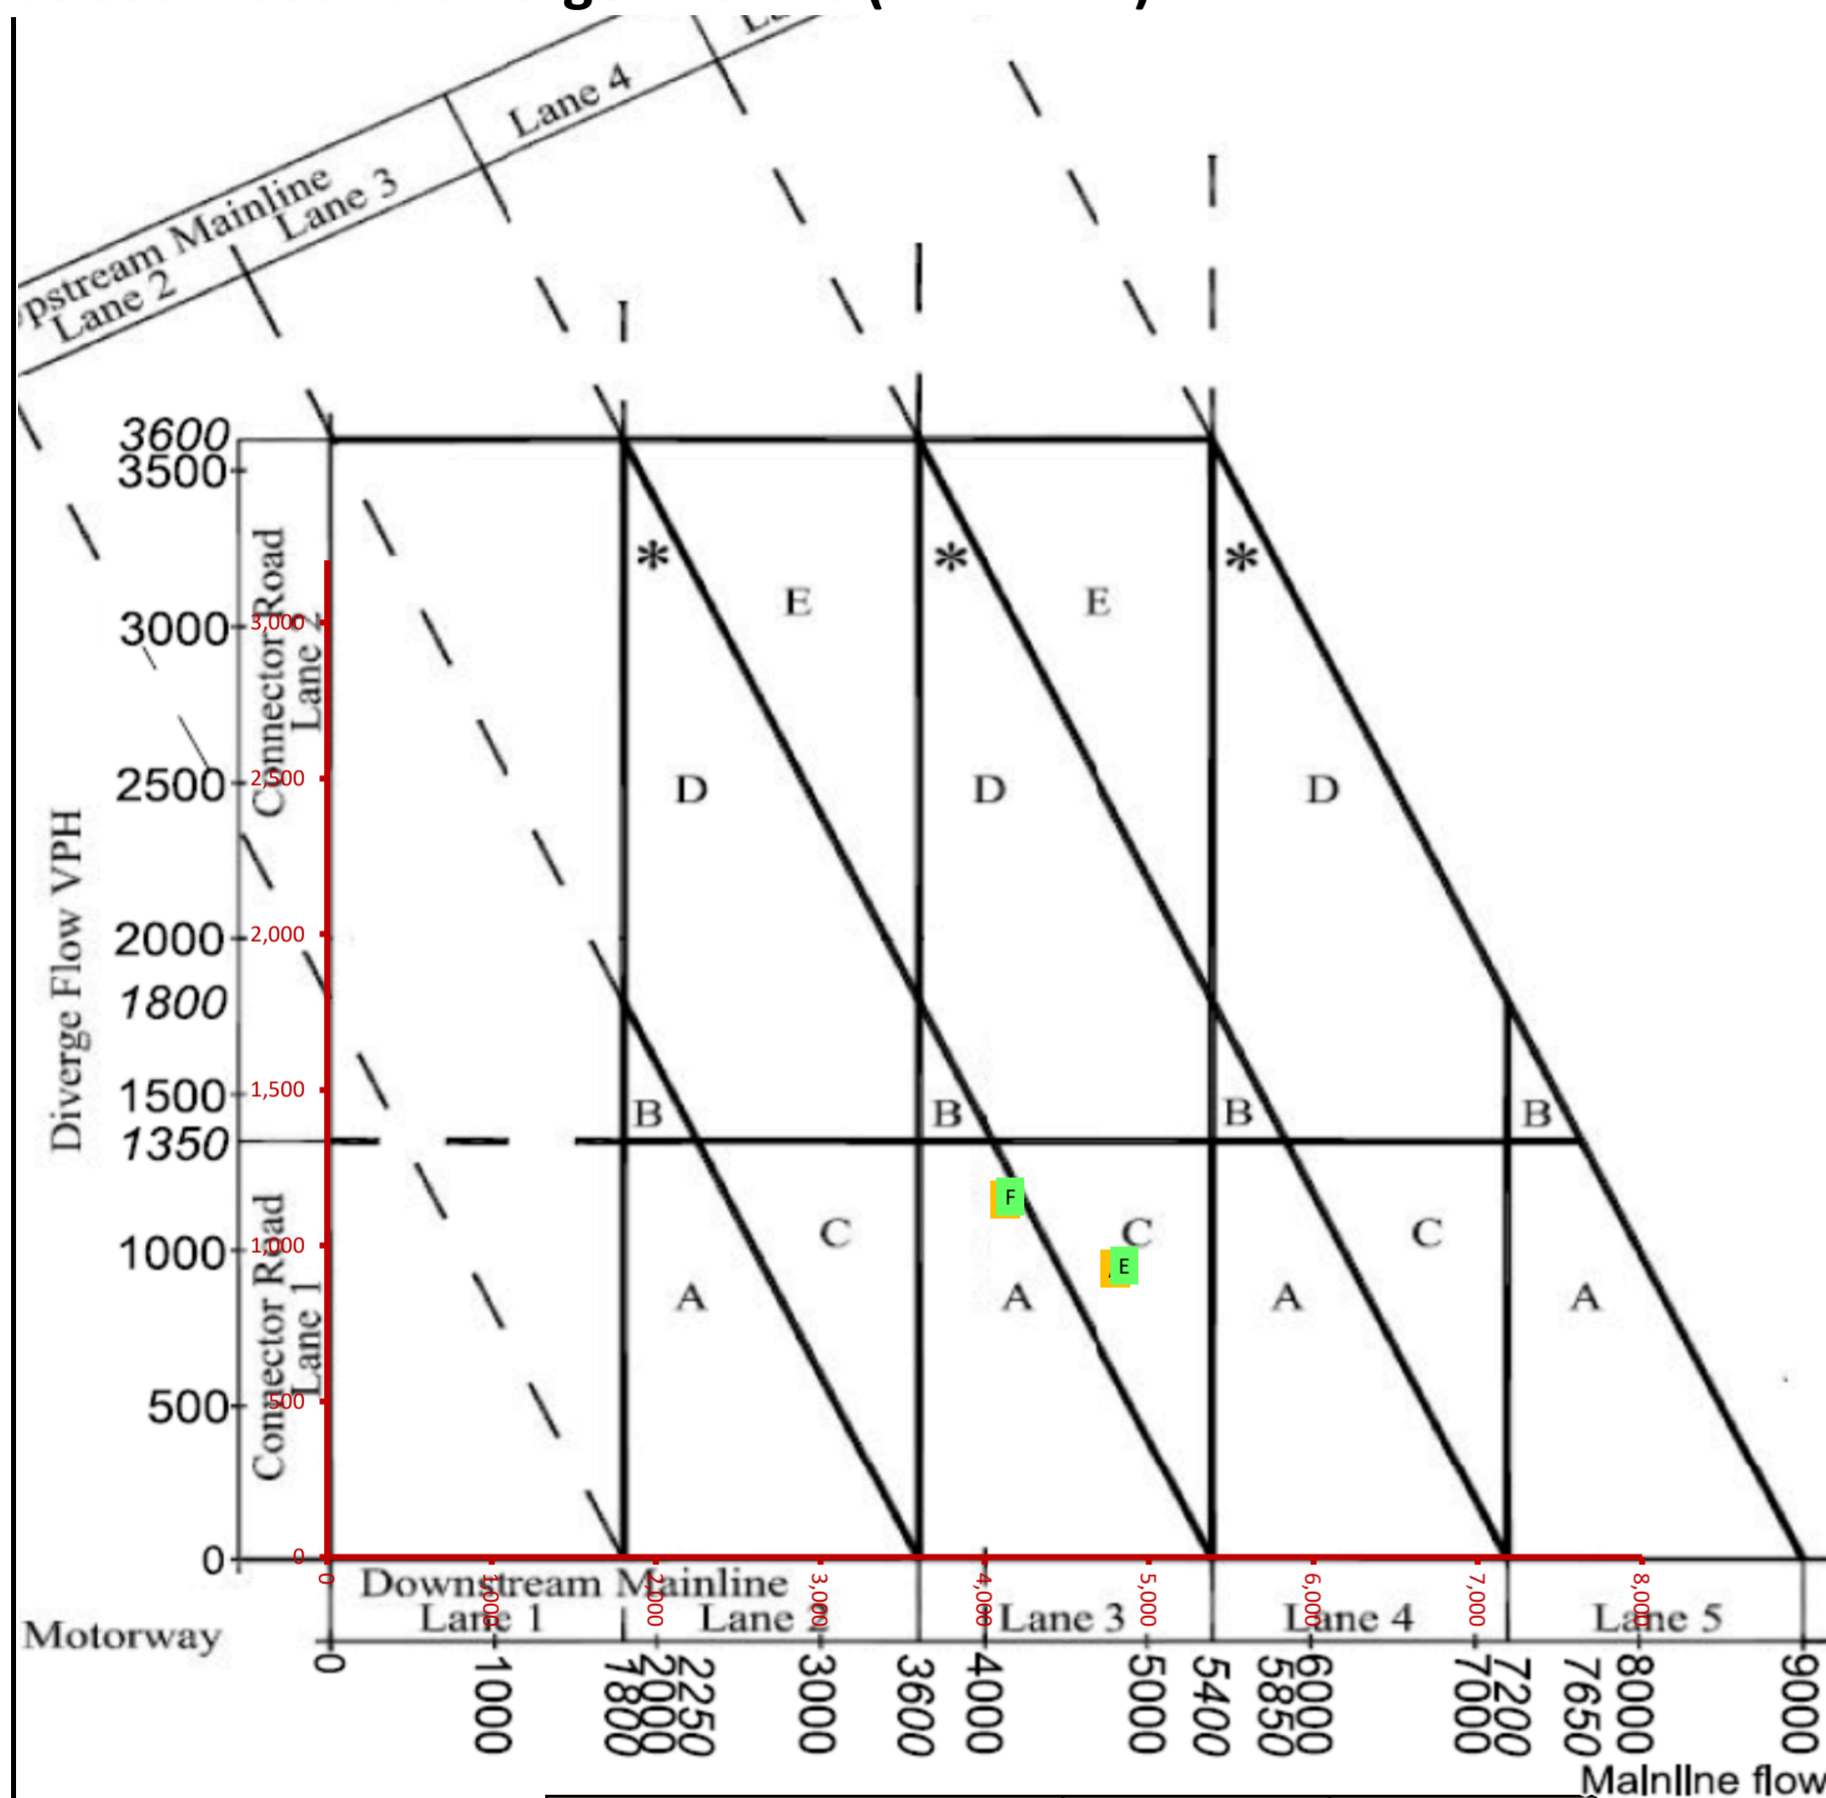 Lane 4
Upstream Mainline
Lane 3
Lane 2
3600
3500
3000
2500
2000
1800
1500
1350
1000
500
0
Diverge Flow VPH
Connector Road
Lane 2
Connector Road
Lane 1
3,000
2,500
2,000
1,500
1,000
500
0
* * *
E E
D D D
B B B B
F
C C C
E
A A A A
0 1,000 2,000 3,000 4,000 5,000 6,000 7,000 8,000
Downstream Mainline
Lane 1 Lane 2 Lane 3 Lane 4 Lane 5
Motorway
0 1000 1800 2000 2250 3000 3600 4000 5000 5400 5850 6000 7000 7200 7650 8000 9000
Mainline flow